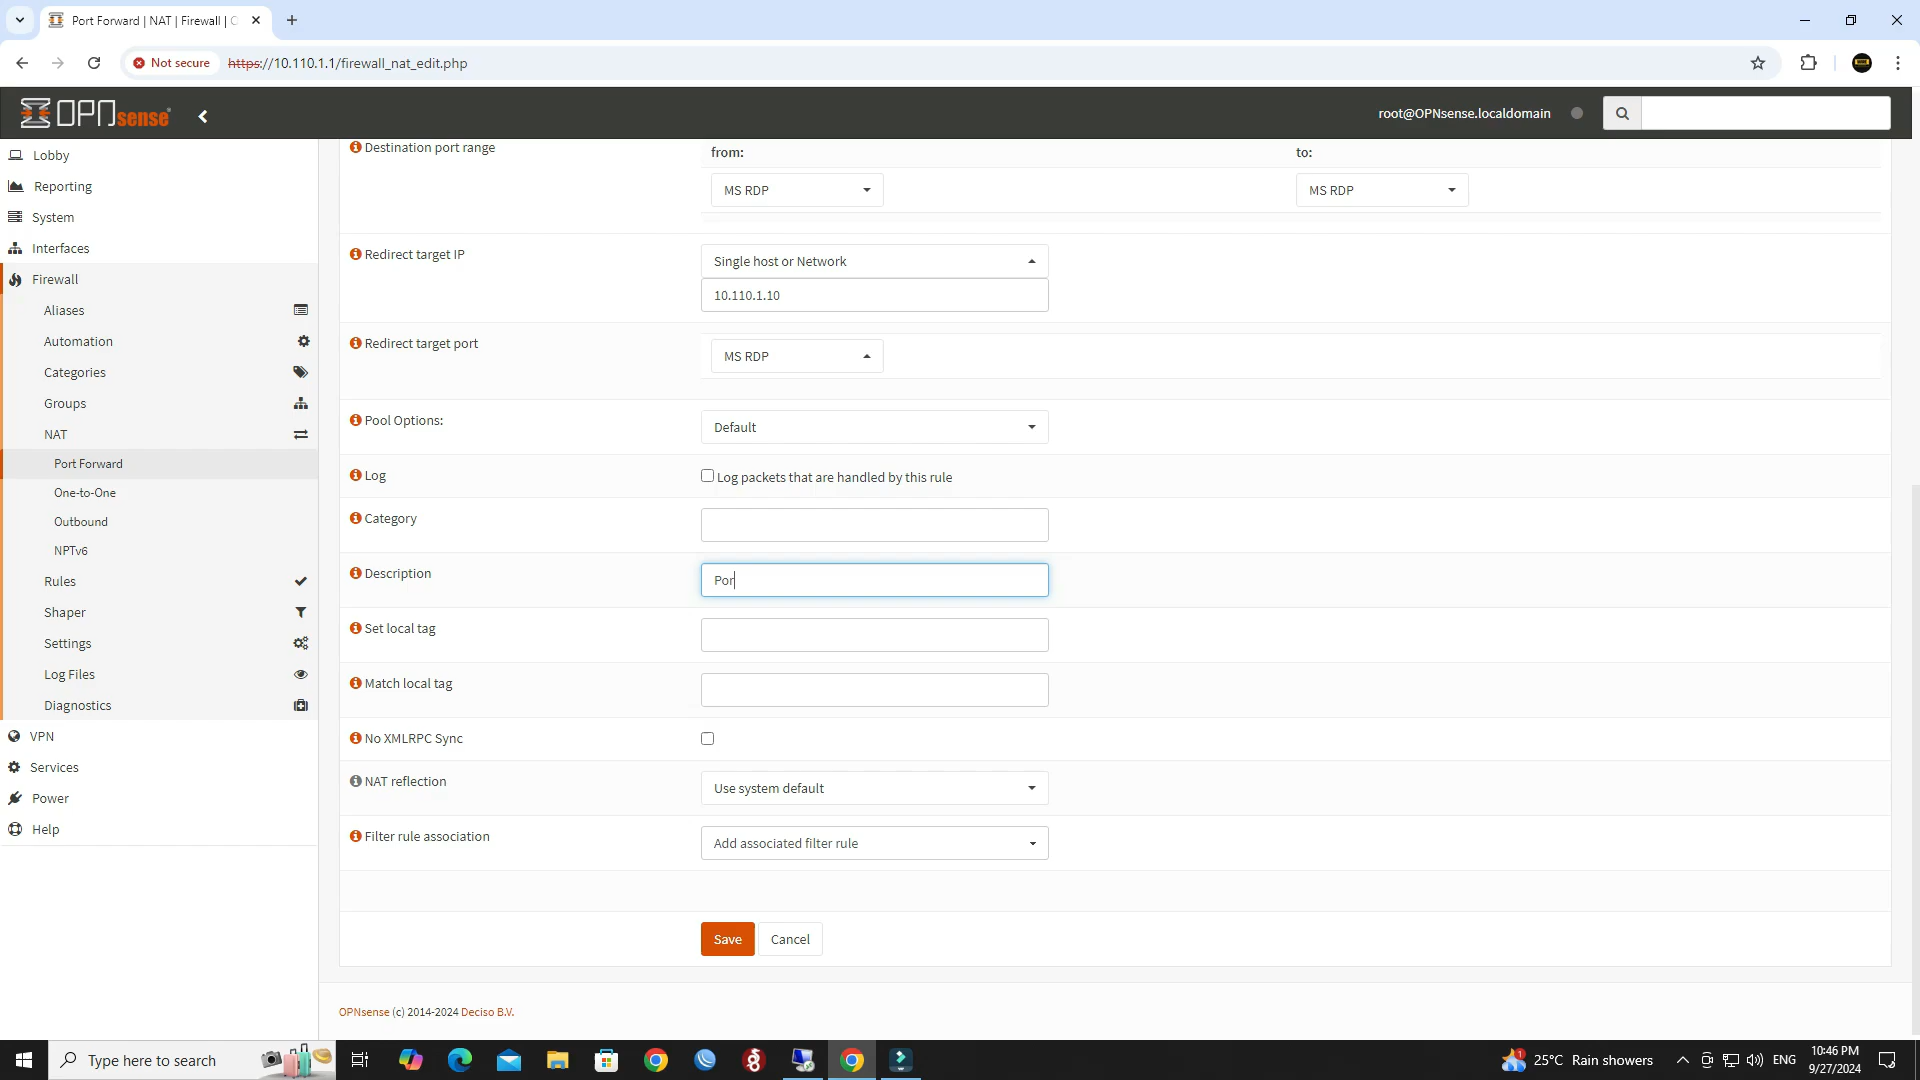 Port Forward | NAT | Firewall | O
Not secure
https://10.110.1.1/firewall_nat_edit.php
OPNsense
root@OPNsense.localdomain
Lobby
Reporting
System
Interfaces
Firewall
Aliases
Automation
Categories
Groups
NAT
Port Forward
One-to-One
Outbound
NPTv6
Rules
Shaper
Settings
Log Files
Diagnostics
VPN
Services
Power
Help
Destination port range
from:
to:
MS RDP
MS RDP
Redirect target IP
Single host or Network
10.110.1.10
Redirect target port
MS RDP
Pool Options:
Default
Log
Log packets that are handled by this rule
Category
Description
Por
Set local tag
Match local tag
No XMLRPC Sync
NAT reflection
Use system default
Filter rule association
Add associated filter rule
Save
Cancel
OPNsense (c) 2014-2024 Deciso B.V.
Type here to search
25°C Rain showers
ENG
10:46 PM
9/27/2024